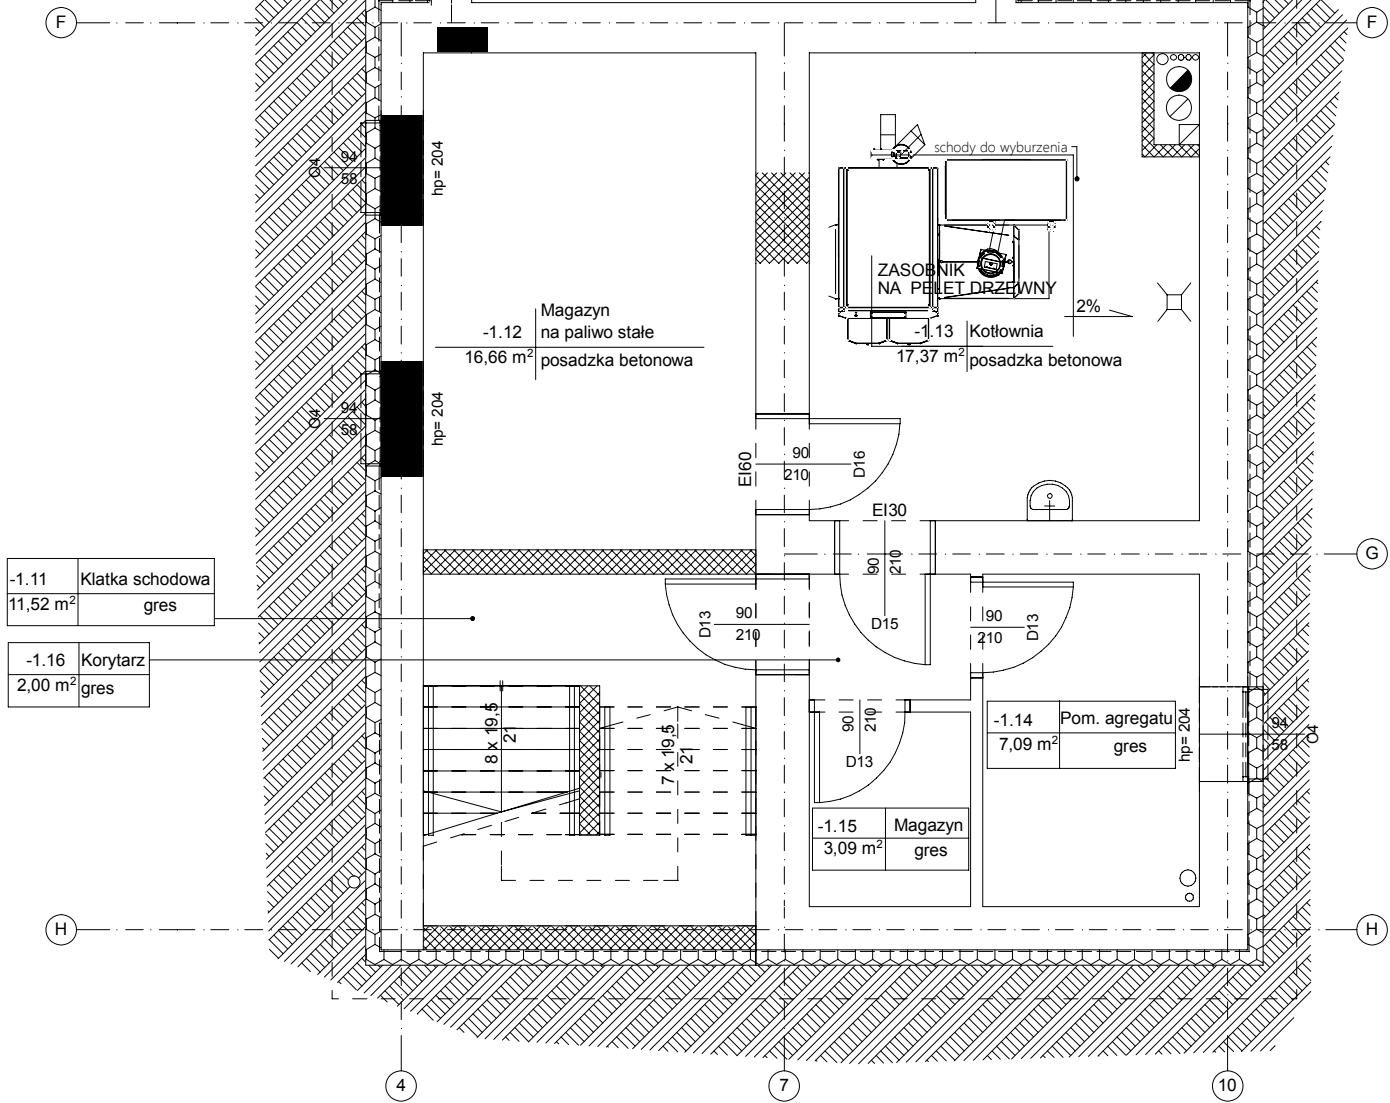 F
F
94
58
O4
hp= 204
schody do wyburzenia
ZASOBNIK
NA PELET DRZEWNY
2%
-1.12
Magazyn
na paliwo stałe
16,66 m²
posadzka betonowa
-1.13
Kotłownia
17,37 m²
posadzka betonowa
94
58
O4
hp= 204
EI60
90
210
D16
EI30
90
210
D15
G
-1.11
Klatka schodowa
11,52 m²
gres
-1.16
Korytarz
2,00 m²
gres
D13
90
210
90
210
D13
8 x 19.5
21
7 x 19,5
21
90
210
D13
-1.14
Pom. agregatu
7,09 m²
gres
hp= 204
94
58
O4
-1.15
Magazyn
3,09 m²
gres
H
H
4
7
10